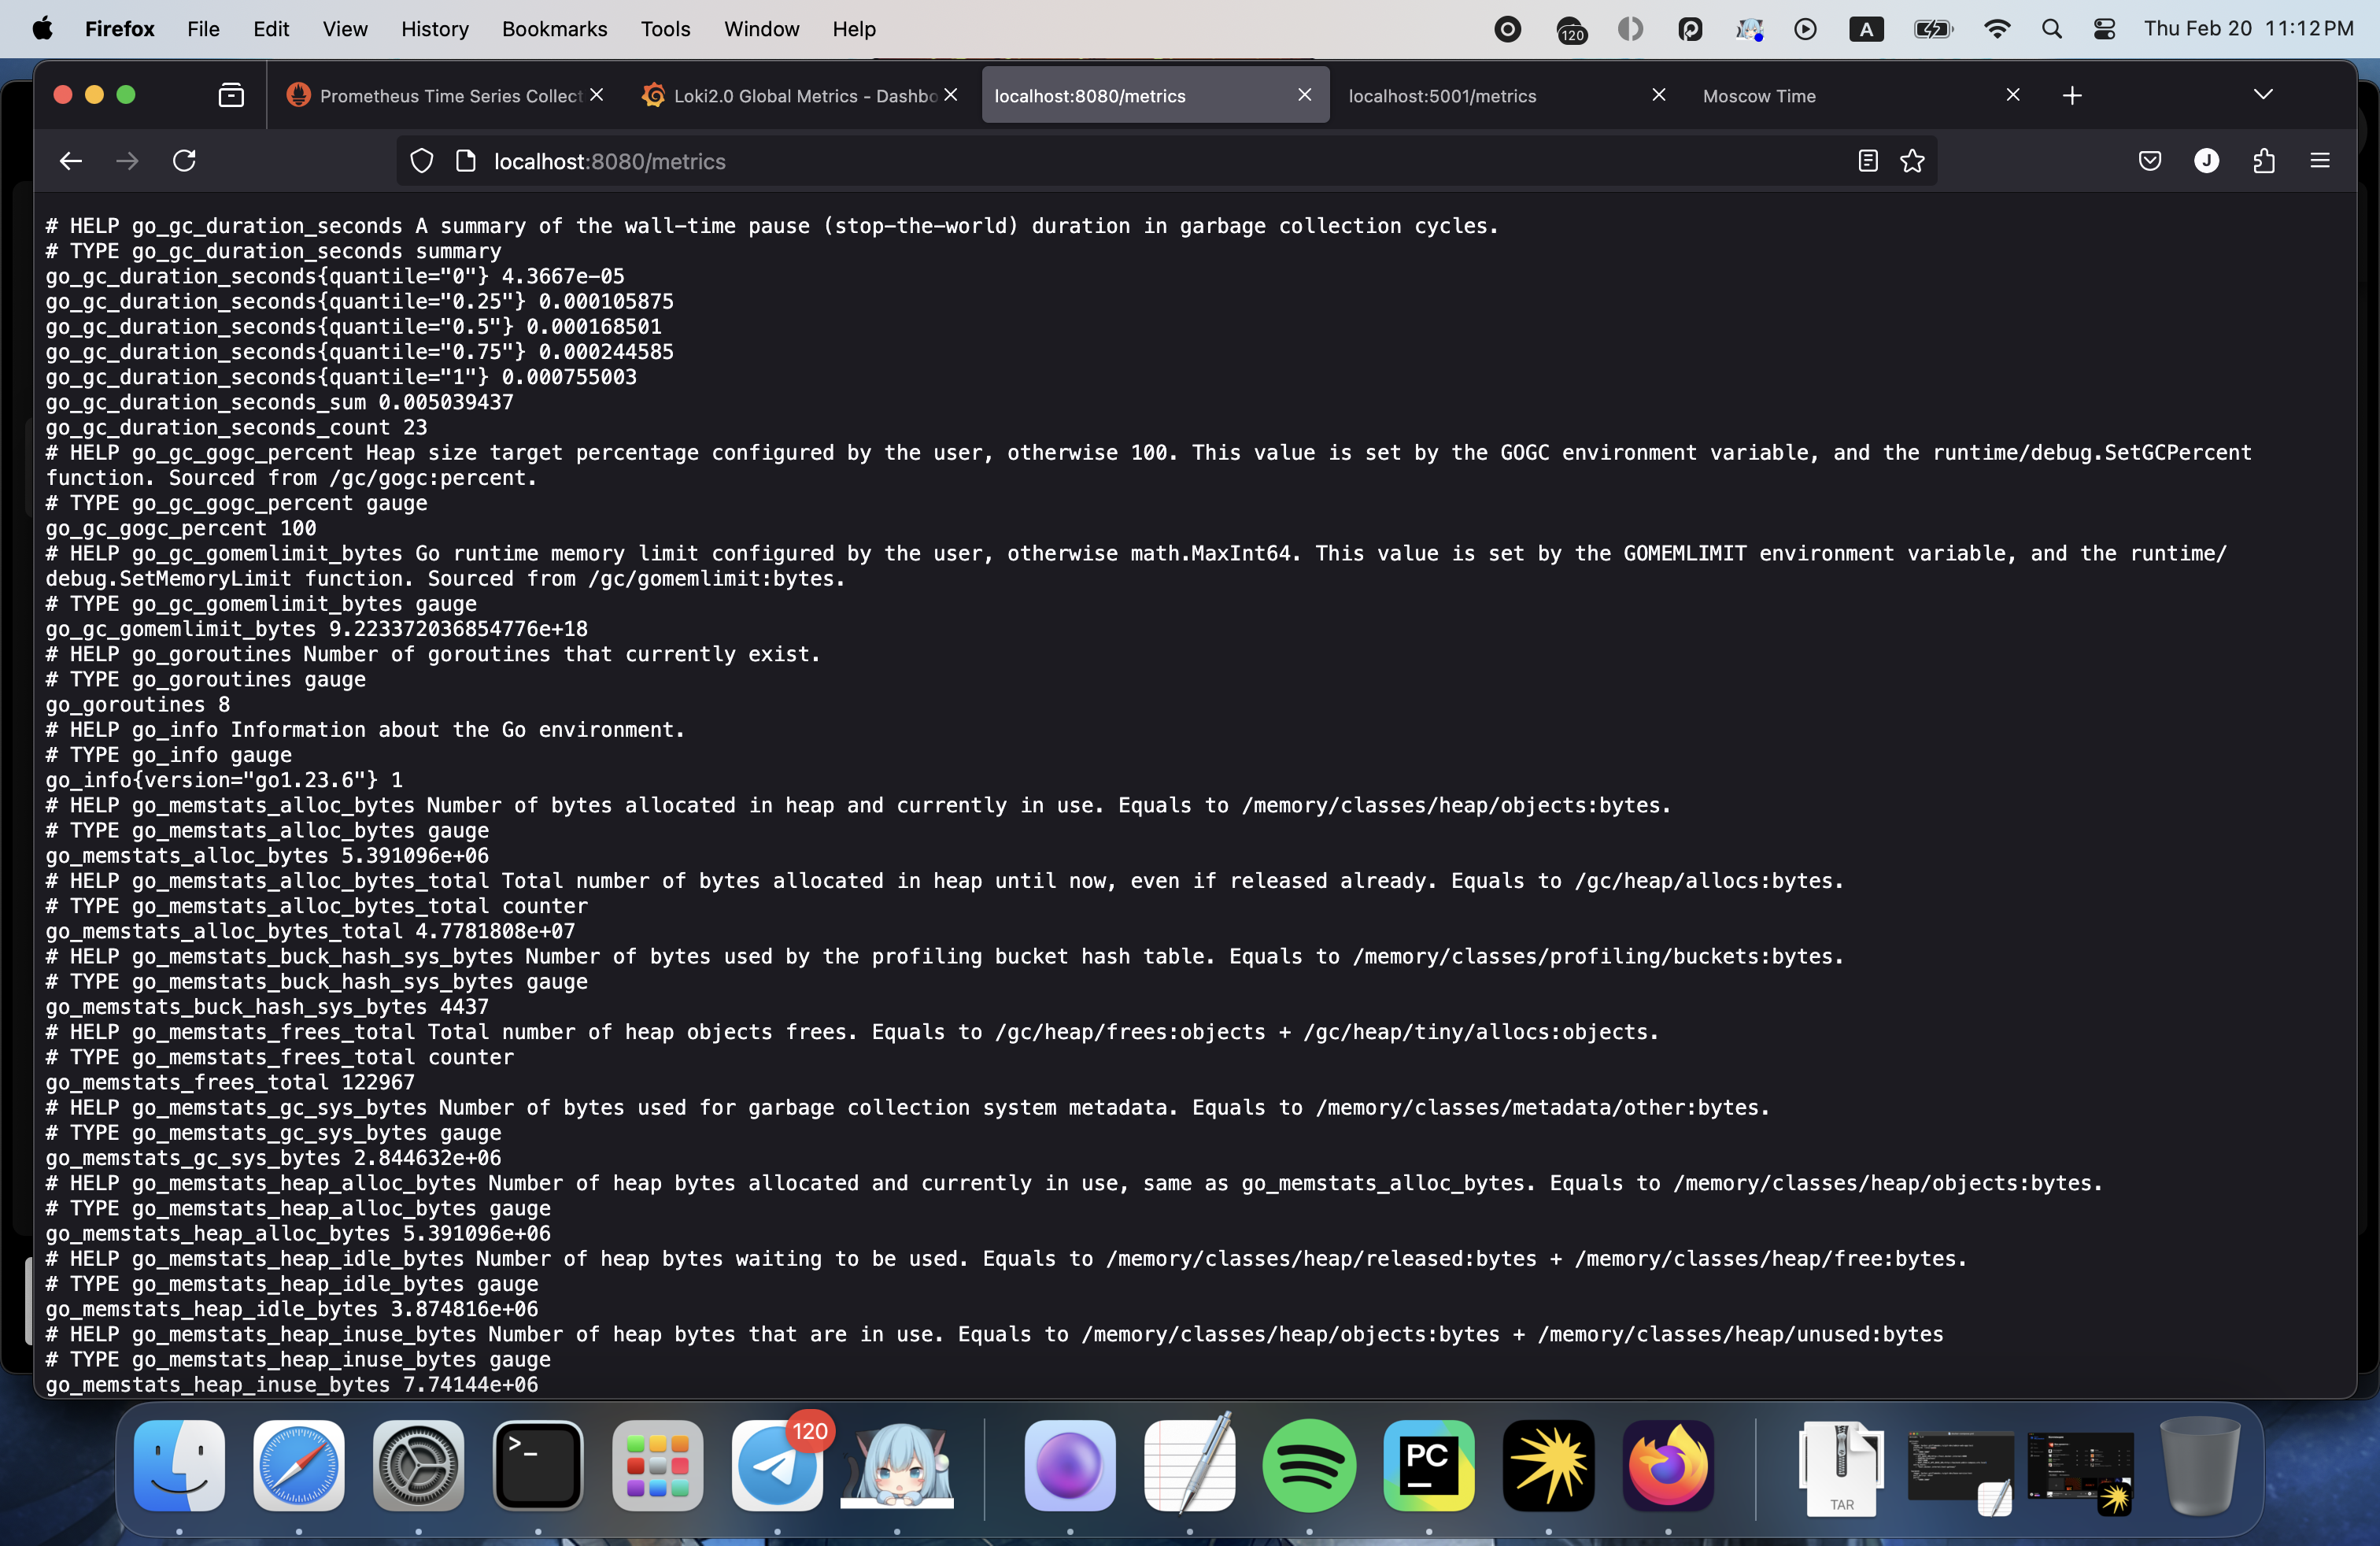 Firefox File Edit View History Bookmarks Tools Window Help 120 A Thu Feb 20 11:12 PM
Prometheus Time Series Collect Loki2.0 Global Metrics - Dashbo localhost:8080/metrics localhost:5001/metrics Moscow Time
localhost:8080/metrics J
# HELP go_gc_duration_seconds A summary of the wall-time pause (stop-the-world) duration in garbage collection cycles.
# TYPE go_gc_duration_seconds summary
go_gc_duration_seconds{quantile="0"} 4.3667e-05
go_gc_duration_seconds{quantile="0.25"} 0.000105875
go_gc_duration_seconds{quantile="0.5"} 0.000168501
go_gc_duration_seconds{quantile="0.75"} 0.000244585
go_gc_duration_seconds{quantile="1"} 0.000755003
go_gc_duration_seconds_sum 0.005039437
go_gc_duration_seconds_count 23
# HELP go_gc_gogc_percent Heap size target percentage configured by the user, otherwise 100. This value is set by the GOGC environment variable, and the runtime/debug.SetGCPercent
function. Sourced from /gc/gogc:percent.
# TYPE go_gc_gogc_percent gauge
go_gc_gogc_percent 100
# HELP go_gc_gomemlimit_bytes Go runtime memory limit configured by the user, otherwise math.MaxInt64. This value is set by the GOMEMLIMIT environment variable, and the runtime/
debug.SetMemoryLimit function. Sourced from /gc/gomemlimit:bytes.
# TYPE go_gc_gomemlimit_bytes gauge
go_gc_gomemlimit_bytes 9.223372036854776e+18
# HELP go_goroutines Number of goroutines that currently exist.
# TYPE go_goroutines gauge
go_goroutines 8
# HELP go_info Information about the Go environment.
# TYPE go_info gauge
go_info{version="go1.23.6"} 1
# HELP go_memstats_alloc_bytes Number of bytes allocated in heap and currently in use. Equals to /memory/classes/heap/objects:bytes.
# TYPE go_memstats_alloc_bytes gauge
go_memstats_alloc_bytes 5.391096e+06
# HELP go_memstats_alloc_bytes_total Total number of bytes allocated in heap until now, even if released already. Equals to /gc/heap/allocs:bytes.
# TYPE go_memstats_alloc_bytes_total counter
go_memstats_alloc_bytes_total 4.7781808e+07
# HELP go_memstats_buck_hash_sys_bytes Number of bytes used by the profiling bucket hash table. Equals to /memory/classes/profiling/buckets:bytes.
# TYPE go_memstats_buck_hash_sys_bytes gauge
go_memstats_buck_hash_sys_bytes 4437
# HELP go_memstats_frees_total Total number of heap objects frees. Equals to /gc/heap/frees:objects + /gc/heap/tiny/allocs:objects.
# TYPE go_memstats_frees_total counter
go_memstats_frees_total 122967
# HELP go_memstats_gc_sys_bytes Number of bytes used for garbage collection system metadata. Equals to /memory/classes/metadata/other:bytes.
# TYPE go_memstats_gc_sys_bytes gauge
go_memstats_gc_sys_bytes 2.844632e+06
# HELP go_memstats_heap_alloc_bytes Number of heap bytes allocated and currently in use, same as go_memstats_alloc_bytes. Equals to /memory/classes/heap/objects:bytes.
# TYPE go_memstats_heap_alloc_bytes gauge
go_memstats_heap_alloc_bytes 5.391096e+06
# HELP go_memstats_heap_idle_bytes Number of heap bytes waiting to be used. Equals to /memory/classes/heap/released:bytes + /memory/classes/heap/free:bytes.
# TYPE go_memstats_heap_idle_bytes gauge
go_memstats_heap_idle_bytes 3.874816e+06
# HELP go_memstats_heap_inuse_bytes Number of heap bytes that are in use. Equals to /memory/classes/heap/objects:bytes + /memory/classes/heap/unused:bytes
# TYPE go_memstats_heap_inuse_bytes gauge
go_memstats_heap_inuse_bytes 7.74144e+06
120
>_
PC
TAR